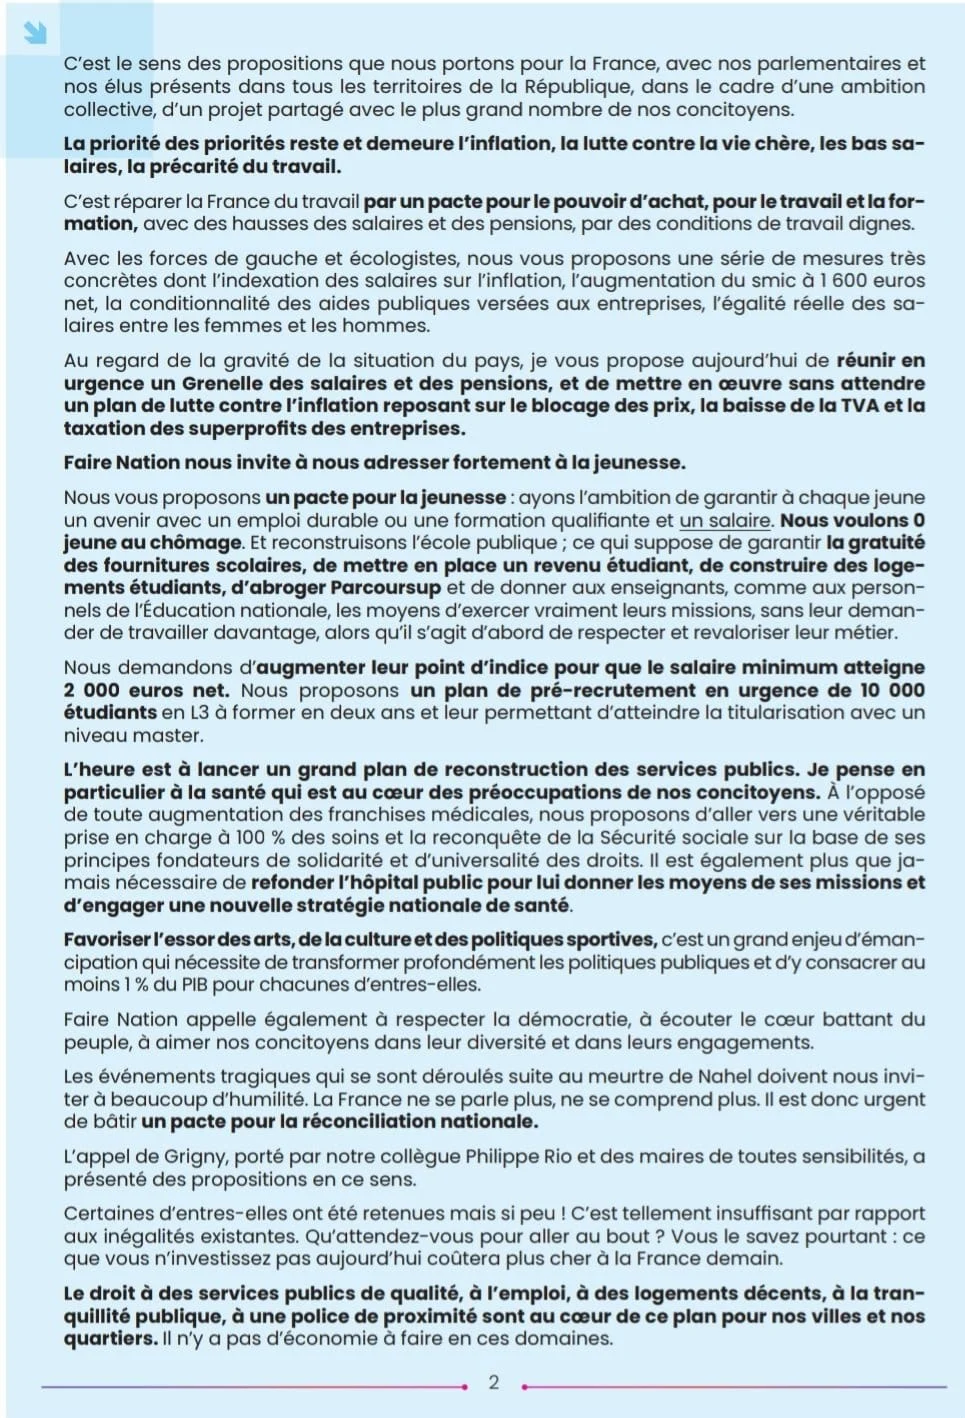 C'est le sens des propositions que nous portons pour la France, avec nos parlementaires et
nos élus présents dans tous les territoires de la République, dans le cadre d'une ambition
collective, d'un projet partagé avec le plus grand nombre de nos concitoyens.
La priorité des priorités reste et demeure l'inflation, la lutte contre la vie chère, les bas sa-
laires, la précarité du travail.
C'est réparer la France du travail par un pacte pour le pouvoir d'achat, pour le travail et la for-
mation, avec des hausses des salaires et des pensions, par des conditions de travail dignes.
Avec les forces de gauche et écologistes, nous vous proposons une série de mesures très
concrètes dont l'indexation des salaires sur l'inflation, l'augmentation du smic à 1 600 euros
net, la conditionnalité des aides publiques versées aux entreprises, l'égalité réelle des sa-
laires entre les femmes et les hommes.
Au regard de la gravité de la situation du pays, je vous propose aujourd'hui de réunir en
urgence un Grenelle des salaires et des pensions, et de mettre en œuvre sans attendre
un plan de lutte contre l'inflation reposant sur le blocage des prix, la baisse de la TVA et la
taxation des superprofits des entreprises.
Faire Nation nous invite à nous adresser fortement à la jeunesse.
Nous vous proposons un pacte pour la jeunesse : ayons l'ambition de garantir à chaque jeune
un avenir avec un emploi durable ou une formation qualifiante et un salaire. Nous voulons 0
jeune au chômage. Et reconstruisons l'école publique ; ce qui suppose de garantir la gratuité
des fournitures scolaires, de mettre en place un revenu étudiant, de construire des loge-
ments étudiants, d'abroger Parcoursup et de donner aux enseignants, comme aux person-
nels de l'Éducation nationale, les moyens d'exercer vraiment leurs missions, sans leur deman-
der de travailler davantage, alors qu'il s'agit d'abord de respecter et revaloriser leur métier.
Nous demandons d'augmenter leur point d'indice pour que le salaire minimum atteigne
2 000 euros net. Nous proposons un plan de pré-recrutement en urgence de 10 000
étudiants en L3 à former en deux ans et leur permettant d'atteindre la titularisation avec un
niveau master.
L'heure est à lancer un grand plan de reconstruction des services publics. Je pense en
particulier à la santé qui est au cœur des préoccupations de nos concitoyens. À l'opposé
de toute augmentation des franchises médicales, nous proposons d'aller vers une véritable
prise en charge à 100 % des soins et la reconquête de la Sécurité sociale sur la base de ses
principes fondateurs de solidarité et d'universalité des droits. Il est également plus que ja-
mais nécessaire de refonder l'hôpital public pour lui donner les moyens de ses missions et
d'engager une nouvelle stratégie nationale de santé.
Favoriser l'essor des arts, de la culture et des politiques sportives, c'est un grand enjeu d'éman-
cipation qui nécessite de transformer profondément les politiques publiques et d'y consacrer au
moins 1 % du PIB pour chacunes d'entres-elles.
Faire Nation appelle également à respecter la démocratie, à écouter le cœur battant du
peuple, à aimer nos concitoyens dans leur diversité et dans leurs engagements.
Les événements tragiques qui se sont déroulés suite au meurtre de Nahel doivent nous invi-
ter à beaucoup d'humilité. La France ne se parle plus, ne se comprend plus. Il est donc urgent
de bâtir un pacte pour la réconciliation nationale.
L'appel de Grigny, porté par notre collègue Philippe Rio et des maires de toutes sensibilités, a
présenté des propositions en ce sens.
Certaines d'entres-elles ont été retenues mais si peu ! C'est tellement insuffisant par rapport
aux inégalités existantes. Qu'attendez-vous pour aller au bout ? Vous le savez pourtant : ce
que vous n'investissez pas aujourd'hui coûtera plus cher à la France demain.
Le droit à des services publics de qualité, à l'emploi, à des logements décents, à la tran-
quillité publique, à une police de proximité sont au cœur de ce plan pour nos villes et nos
quartiers. Il n'y a pas d'économie à faire en ces domaines.
2